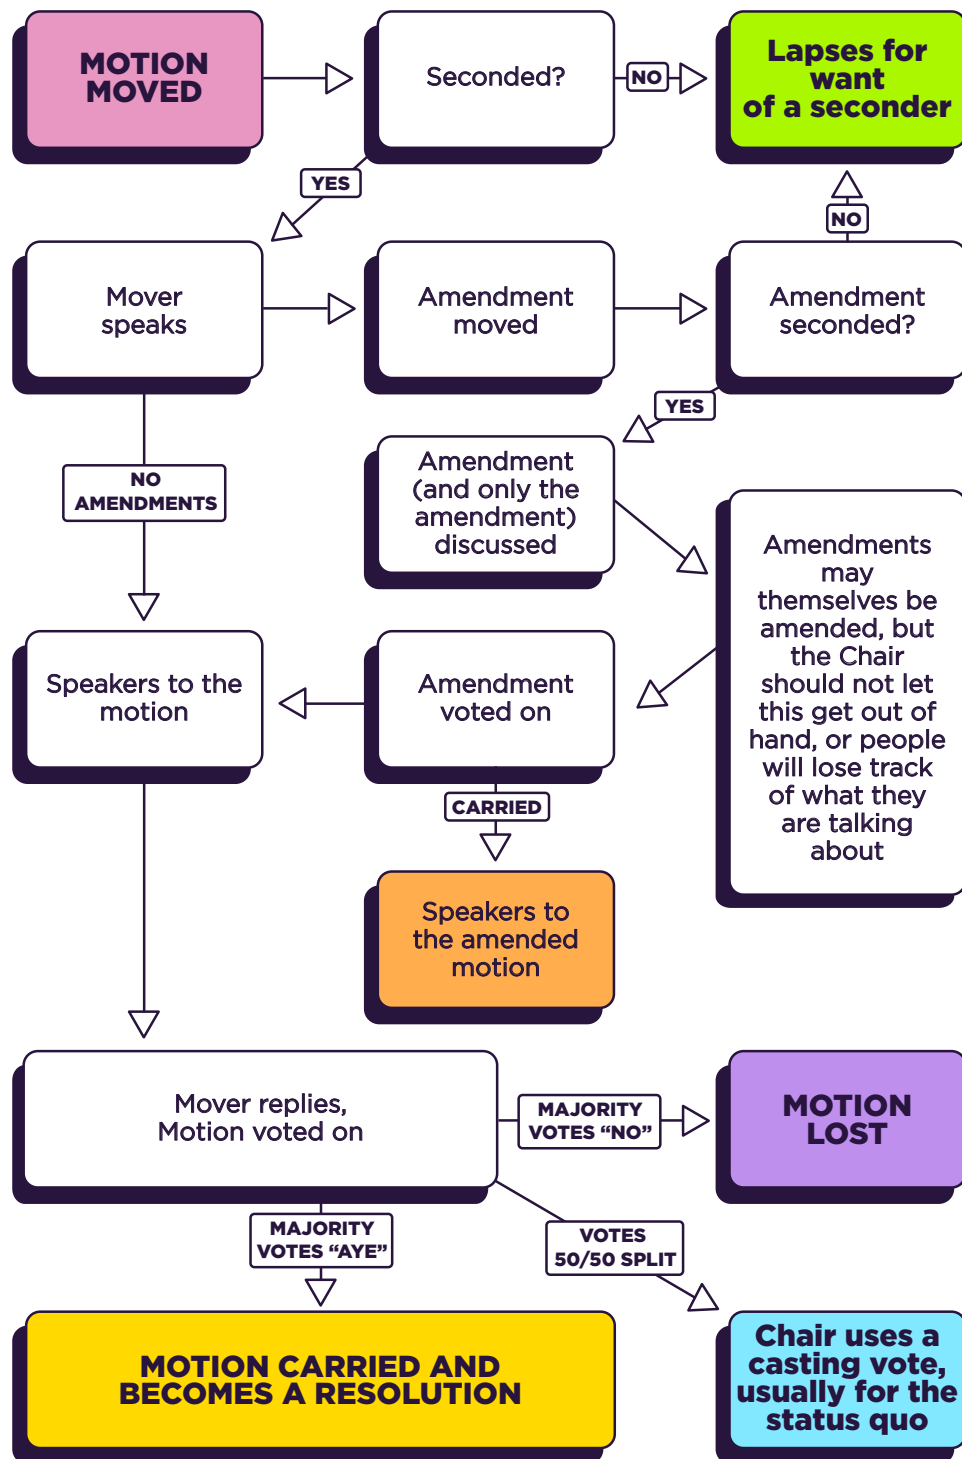 MOTION
MOVED
Seconded?
NO
Lapses for
want
of a seconder
YES
NO
Mover
speaks
Amendment
moved
Amendment
seconded?
YES
NO
AMENDMENTS
Amendment
(and only the
amendment)
discussed
Amendments
may
themselves be
amended, but
the Chair
should not let
this get out of
hand, or people
will lose track
of what they
are talking
about
Speakers to the
motion
Amendment
voted on
CARRIED
Speakers to
the amended
motion
Mover replies,
Motion voted on
MAJORITY
VOTES “NO”
MOTION
LOST
MAJORITY
VOTES “AYE”
VOTES
50/50 SPLIT
MOTION CARRIED AND
BECOMES A RESOLUTION
Chair uses a
casting vote,
usually for the
status quo